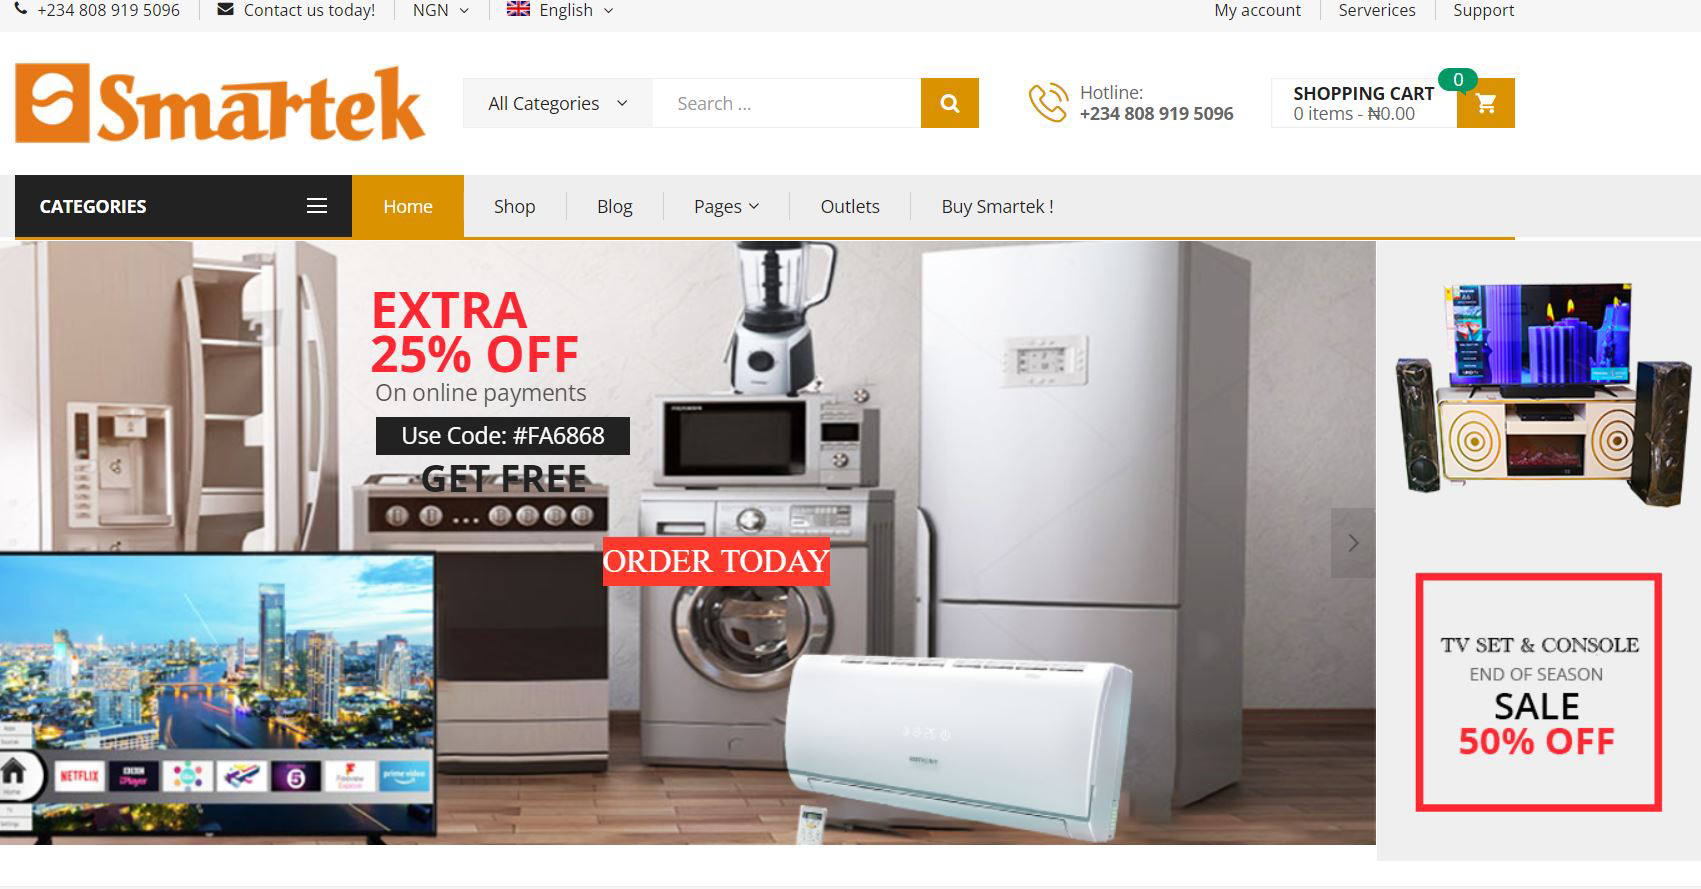 +234 808 919 5096
Contact us today!
NGN
English
My account
Serverices
Support
Smartek
All Categories
Search ...
Hotline:
+234 808 919 5096
SHOPPING CART
0 items - ₦0.00
0
CATEGORIES
Home
Shop
Blog
Pages
Outlets
Buy Smartek !
EXTRA
25% OFF
On online payments
Use Code: #FA6868
GET FREE
ORDER TODAY
NETFLIX
BBC
iPlayer
5
Freeview
prime video
Home
TV SET & CONSOLE
END OF SEASON
SALE
50% OFF